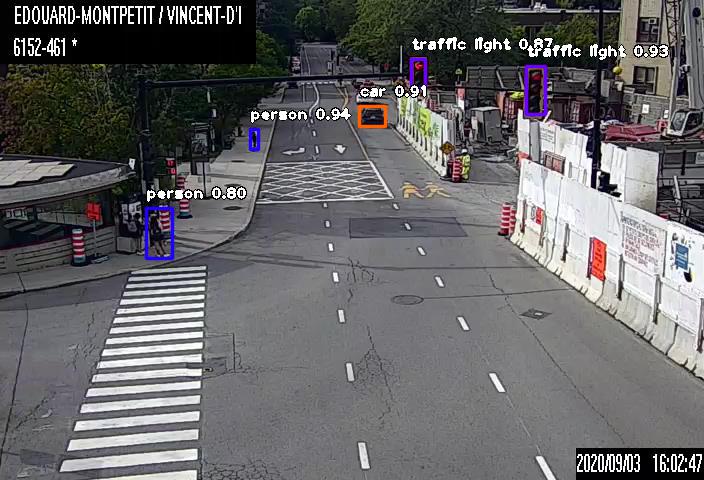 EDOUARD-MONTPETIT / VINCENT-D'I
6152-461 *
traffic light 0.87
traffic light 0.93
car 0.91
person 0.94
person 0.80
2020/09/03 16:02:47